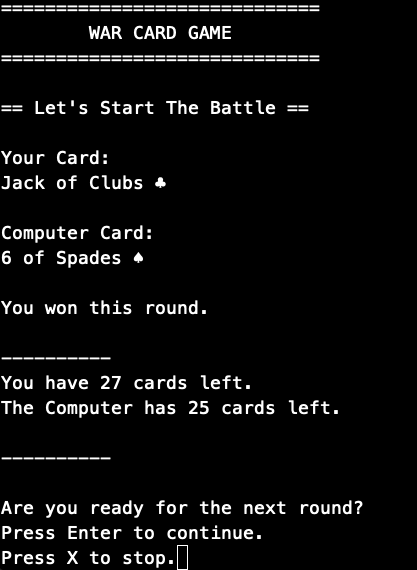 =============================
WAR CARD GAME
=============================
== Let's Start The Battle ==
Your Card:
Jack of Clubs ♣
Computer Card:
6 of Spades ♠
You won this round.
----------
You have 27 cards left.
The Computer has 25 cards left.
----------
Are you ready for the next round?
Press Enter to continue.
Press X to stop.